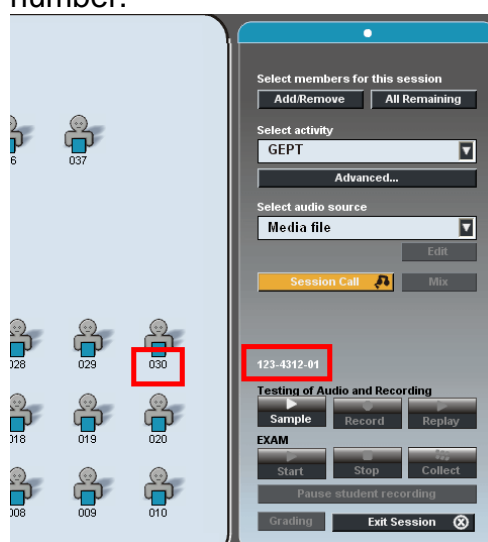 number.
Select members for this session
Add/Remove All Remaining
Select activity
GEPT
Advanced...
Select audio source
Media file
Edit
Session Call Mix
6 037
028 029 030
123-4312-01
Testing of Audio and Recording
Sample Record Replay
018 019 020
EXAM
Start Stop Collect
Pause student recording
008 009 010
Grading Exit Session